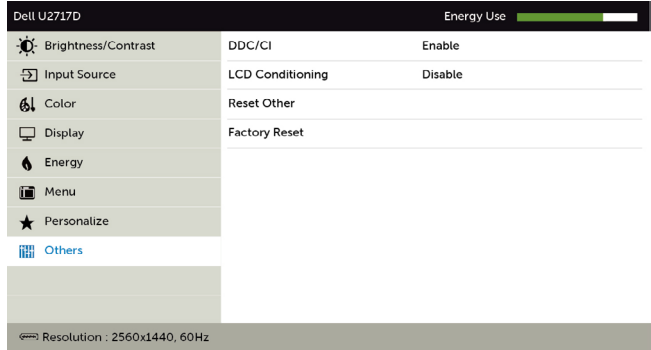 Dell U2717D Energy Use
Brightness/Contrast DDC/CI Enable
Input Source LCD Conditioning Disable
Color Reset Other
Display Factory Reset
Energy
Menu
Personalize
Others
Resolution : 2560x1440, 60Hz